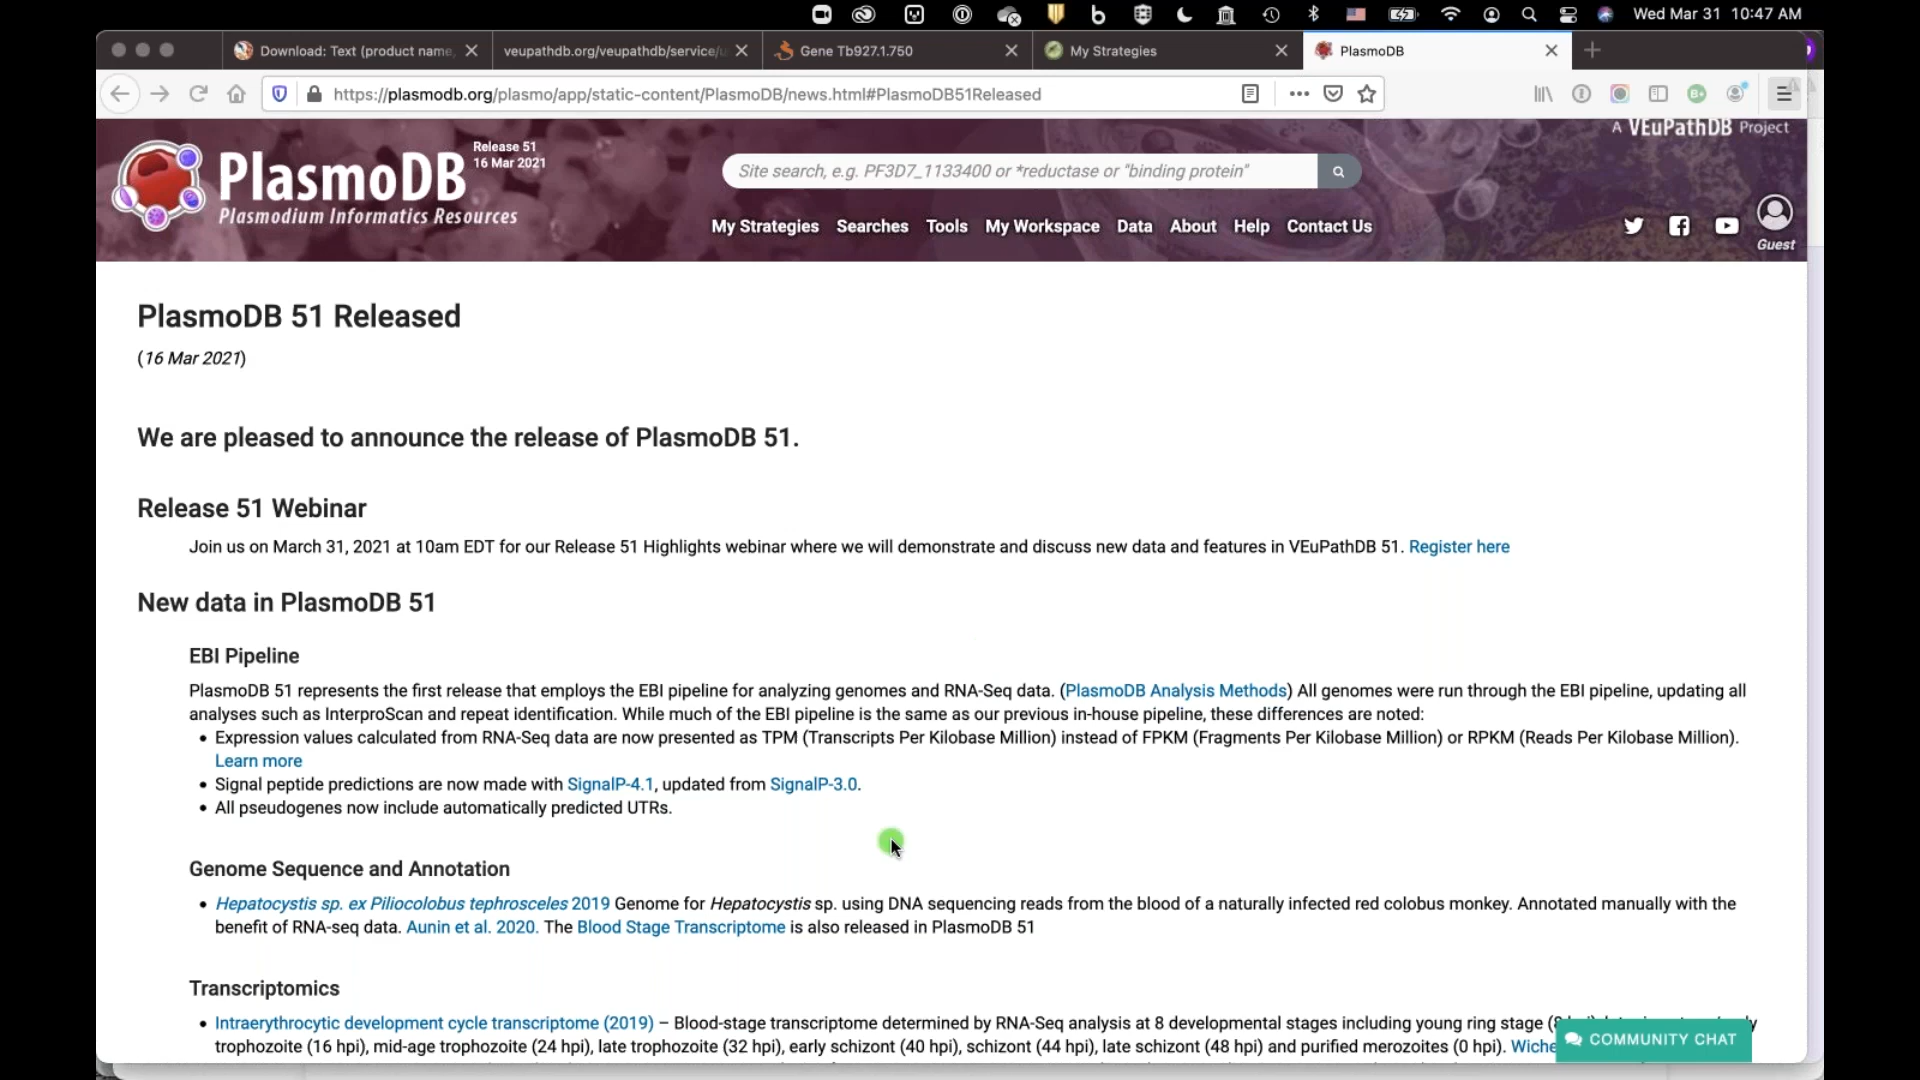 Wed Mar 31 10:47 AM
Download: Text (product name,
veupathdb.org/veupathdb/service/
Gene Tb927.1.750
My Strategies
PlasmoDB
https://plasmodb.org/plasmo/app/static-content/PlasmoDB/news.html#PlasmoDB51Released
A VEuPathDB Project
PlasmoDB
Release 51
16 Mar 2021
Plasmodium Informatics Resources
Site search, e.g. PF3D7_1133400 or *reductase or "binding protein"
My Strategies Searches Tools My Workspace Data About Help Contact Us
Guest
PlasmoDB 51 Released
(16 Mar 2021)
We are pleased to announce the release of PlasmoDB 51.
Release 51 Webinar
Join us on March 31, 2021 at 10am EDT for our Release 51 Highlights webinar where we will demonstrate and discuss new data and features in VEuPathDB 51. Register here
New data in PlasmoDB 51
EBI Pipeline
PlasmoDB 51 represents the first release that employs the EBI pipeline for analyzing genomes and RNA-Seq data. (PlasmoDB Analysis Methods) All genomes were run through the EBI pipeline, updating all
analyses such as InterproScan and repeat identification. While much of the EBI pipeline is the same as our previous in-house pipeline, these differences are noted:
• Expression values calculated from RNA-Seq data are now presented as TPM (Transcripts Per Kilobase Million) instead of FPKM (Fragments Per Kilobase Million) or RPKM (Reads Per Kilobase Million).
Learn more
• Signal peptide predictions are now made with SignalP-4.1, updated from SignalP-3.0.
• All pseudogenes now include automatically predicted UTRs.
Genome Sequence and Annotation
• Hepatocystis sp. ex Piliocolobus tephrosceles 2019 Genome for Hepatocystis sp. using DNA sequencing reads from the blood of a naturally infected red colobus monkey. Annotated manually with the
benefit of RNA-seq data. Aunin et al. 2020. The Blood Stage Transcriptome is also released in PlasmoDB 51
Transcriptomics
• Intraerythrocytic development cycle transcriptome (2019) – Blood-stage transcriptome determined by RNA-Seq analysis at 8 developmental stages including young ring stage
trophozoite (16 hpi), mid-age trophozoite (24 hpi), late trophozoite (32 hpi), early schizont (40 hpi), schizont (44 hpi), late schizont (48 hpi) and purified merozoites (0 hpi). Wiche
COMMUNITY CHAT